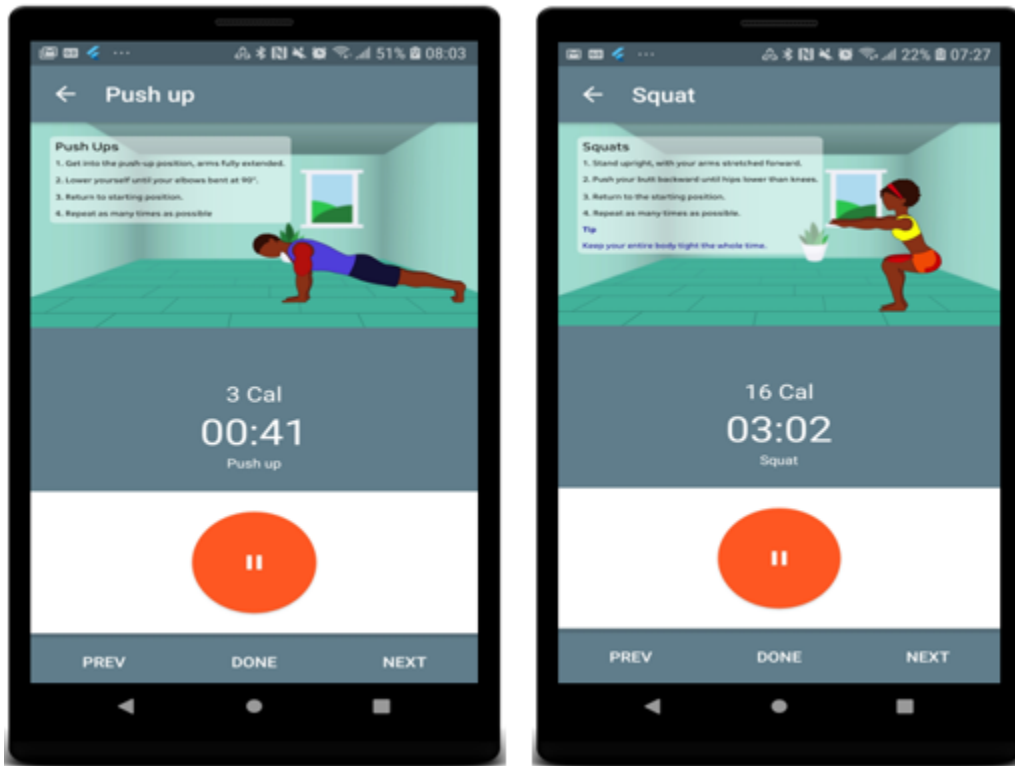 51% 08:03
Push up
Push Ups
1. Get into the push-up position, arms fully extended.
2. Lower yourself until your elbows bent at 90°.
3. Return to starting position.
4. Repeat as many times as possible
3 Cal
00:41
Push up
PREV DONE NEXT
22% 07:27
Squat
Squats
1. Stand upright, with your arms stretched forward.
2. Push your butt backward until hips lower than knees.
3. Return to the starting position.
4. Repeat as many times as possible.
Tip
Keep your entire body tight the whole time.
16 Cal
03:02
Squat
PREV DONE NEXT